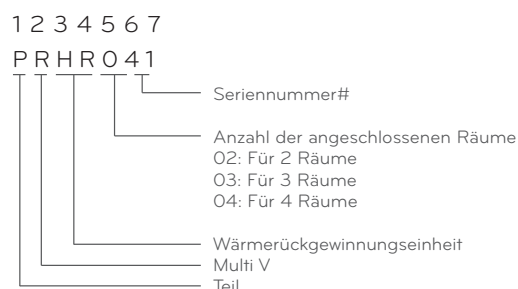 1 2 3 4 5 6 7
P R H R 0 4 1
Seriennummer#
Anzahl der angeschlossenen Räume
02: Für 2 Räume
03: Für 3 Räume
04: Für 4 Räume
Wärmerückgewinnungseinheit
Multi V
Teil